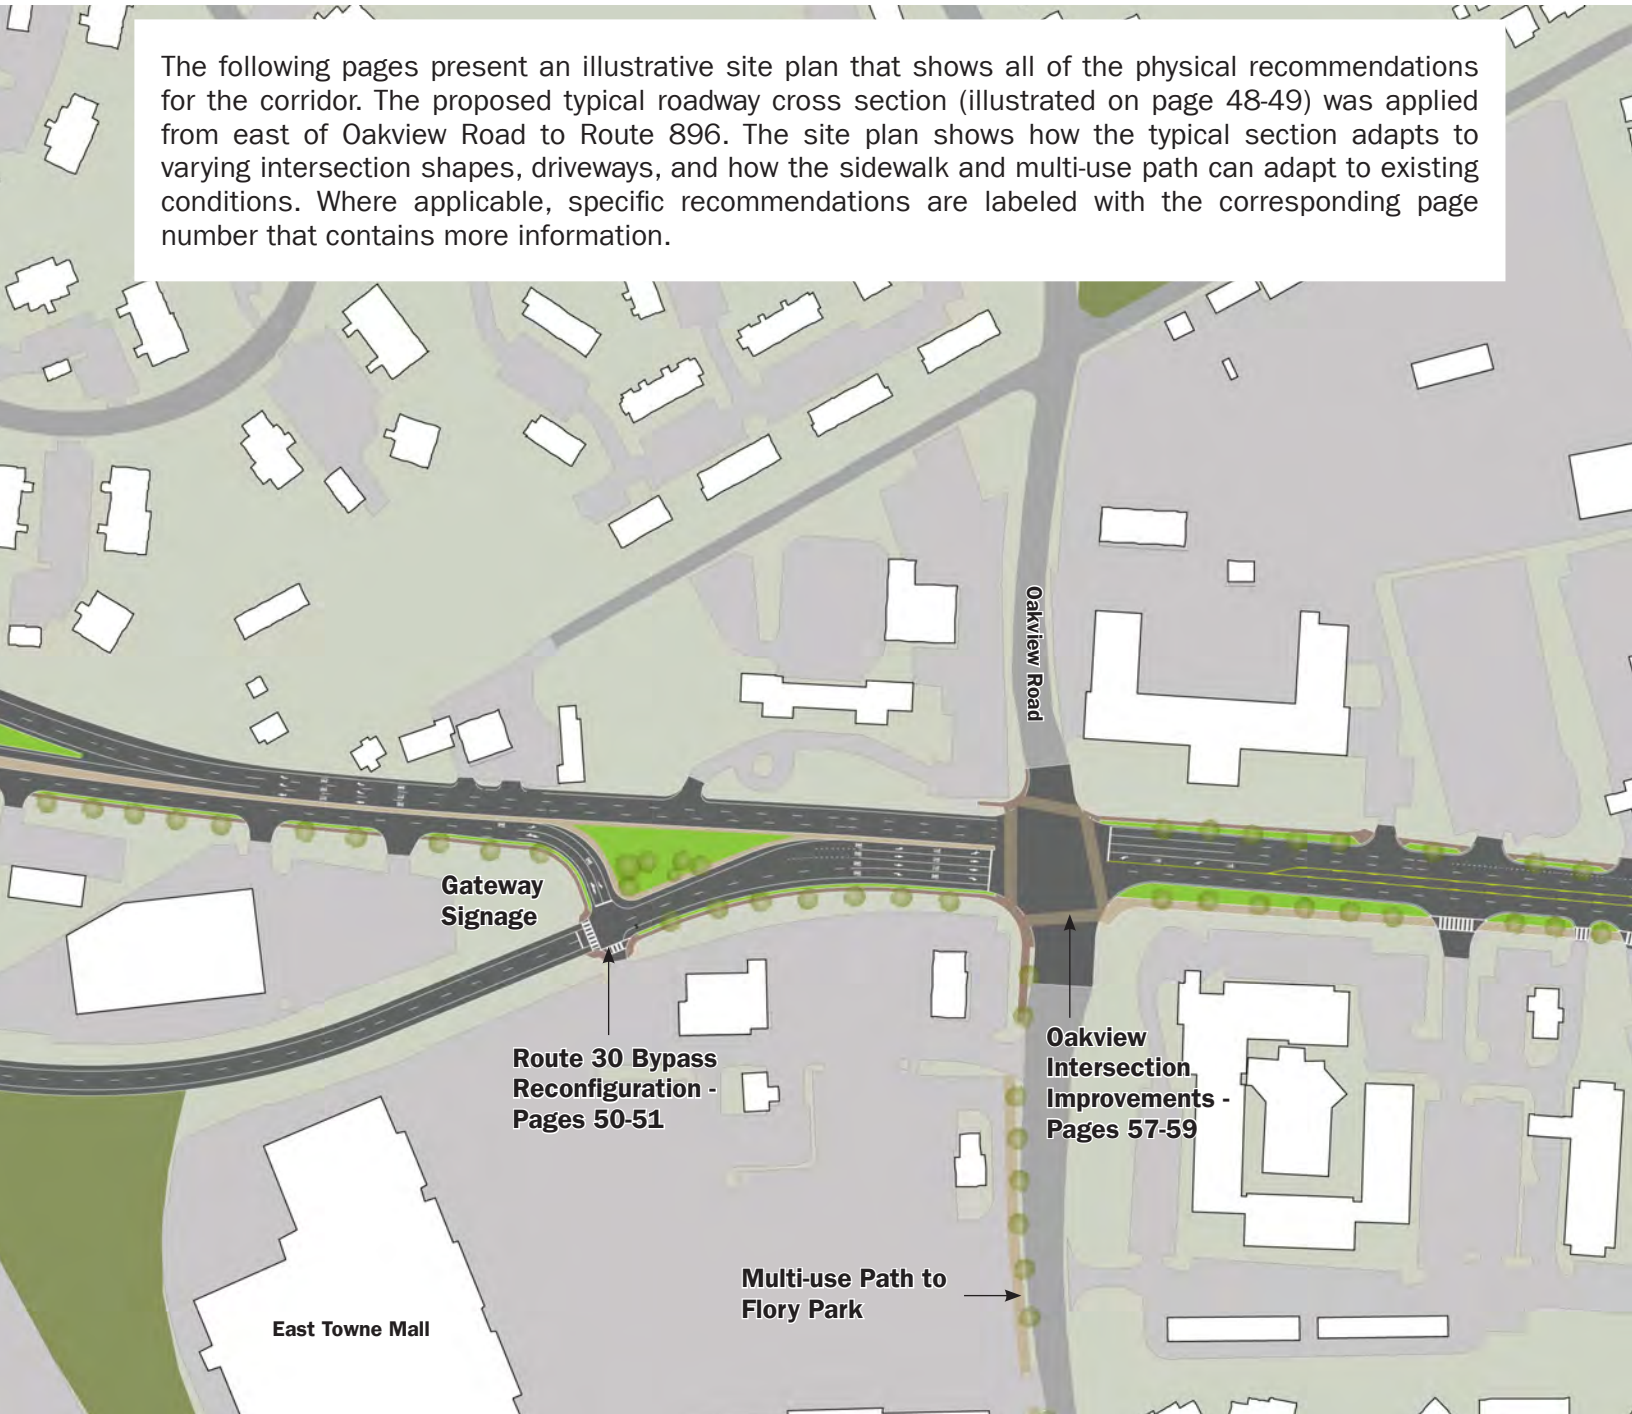 The following pages present an illustrative site plan that shows all of the physical recommendations
for the corridor. The proposed typical roadway cross section (illustrated on page 48-49) was applied
from east of Oakview Road to Route 896. The site plan shows how the typical section adapts to
varying intersection shapes, driveways, and how the sidewalk and multi-use path can adapt to existing
conditions. Where applicable, specific recommendations are labeled with the corresponding page
number that contains more information.
Oakview Road
Gateway
Signage
Route 30 Bypass
Reconfiguration -
Pages 50-51
Oakview
Intersection
Improvements -
Pages 57-59
Multi-use Path to
Flory Park
East Towne Mall